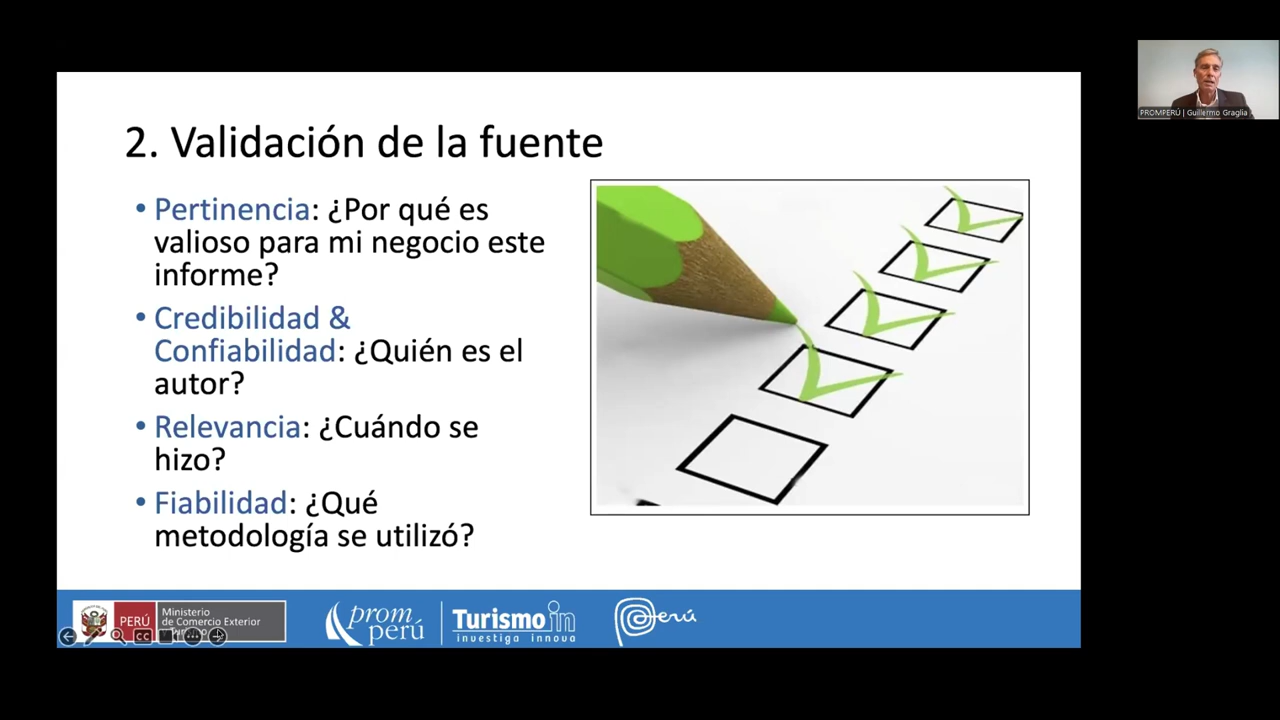 PROMPERÚ | Guillermo Graglia
2. Validación de la fuente
• Pertinencia: ¿Por qué es
valioso para mi negocio este
informe?
• Credibilidad &
Confiabilidad: ¿Quién es el
autor?
• Relevancia: ¿Cuándo se
hizo?
• Fiabilidad: ¿Qué
metodología se utilizó?
PERÚ
Ministerio
de Comercio Exterior
prom
perú
Turismo in
investiga innova
Perú
CC